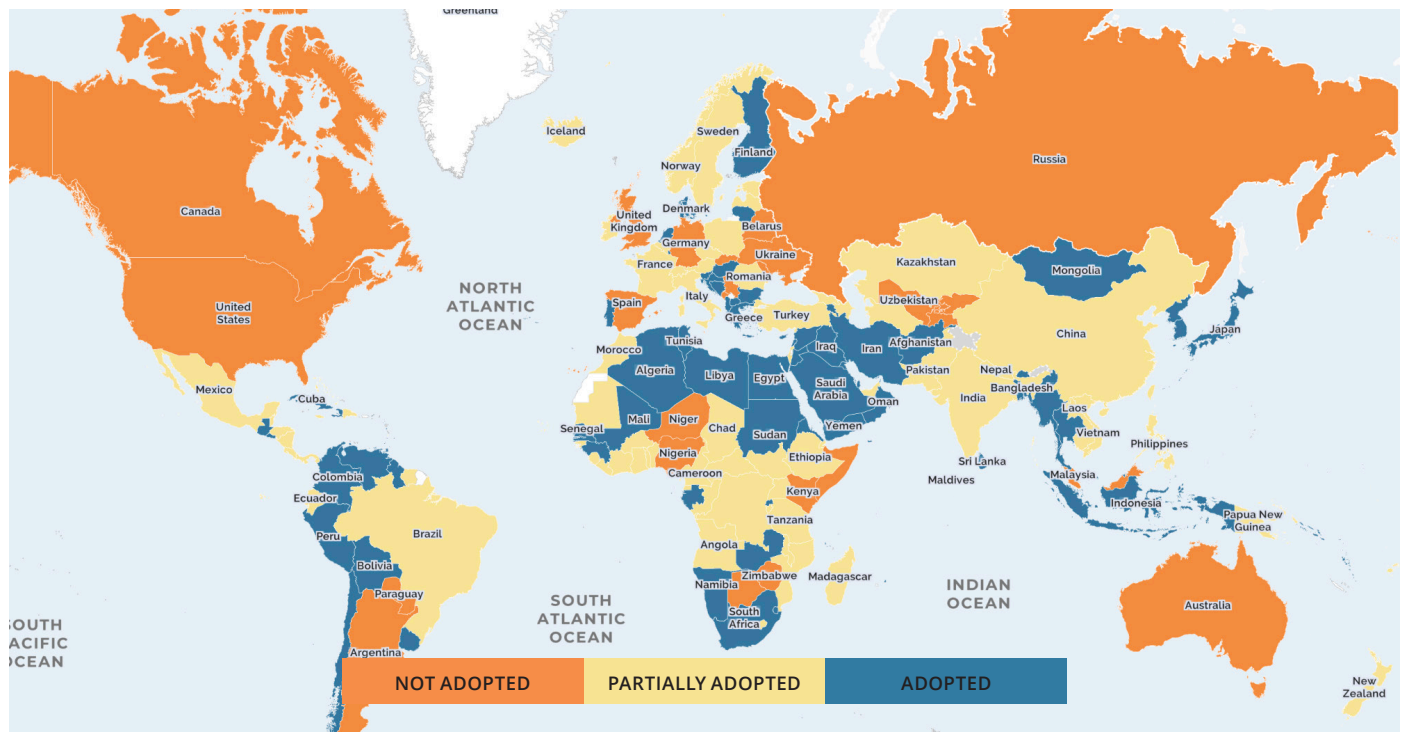 Greenland
Iceland
Sweden
Finland
Norway
Russia
Canada
United
Kingdom
Denmark
Belarus
Germany
Ukraine
France
Kazakhstan
Mongolia
Romania
NORTH
ATLANTIC
OCEAN
United
States
Spain
Italy
Uzbekistan
Greece
Turkey
China
Japan
Tunisia
Morocco
Iraq
Iran
Afghanistan
Algeria
Libya
Egypt
Saudi
Arabia
Pakistan
Nepal
Bangladesh
Mexico
Cuba
India
Oman
Laos
Mali
Niger
Chad
Sudan
Yemen
Senegal
Vietnam
Philippines
Nigeria
Ethiopia
Sri Lanka
Cameroon
Maldives
Malaysia
Colombia
Kenya
Ecuador
Indonesia
Papua New
Guinea
Tanzania
Peru
Brazil
Angola
Bolivia
Zimbabwe
Madagascar
Namibia
INDIAN
OCEAN
Paraguay
SOUTH
ATLANTIC
OCEAN
South
Africa
Australia
OUTH
ACIFIC
OCEAN
Argentina
New
Zealand
NOT ADOPTED
PARTIALLY ADOPTED
ADOPTED